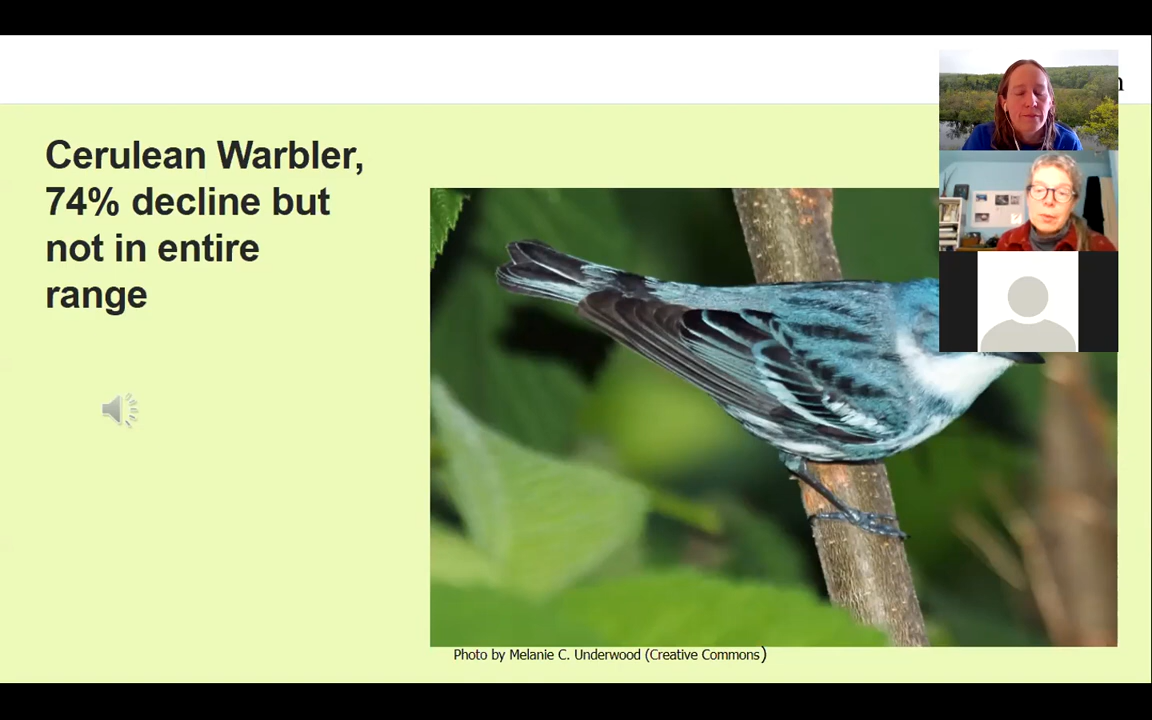 Cerulean Warbler,
74% decline but
not in entire
range
Photo by Melanie C. Underwood (Creative Commons)